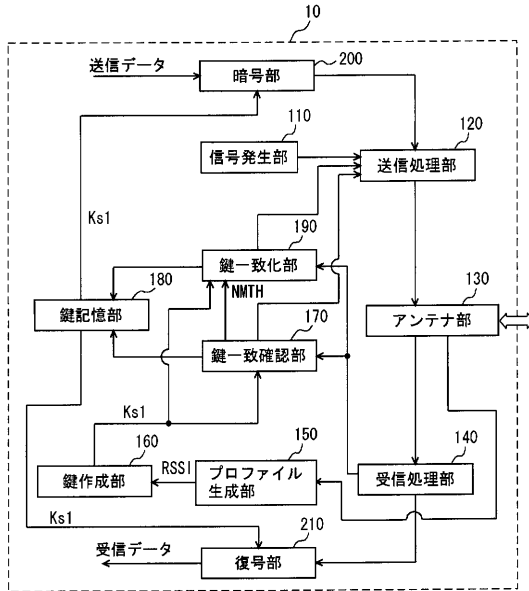 10
送信データ
200
暗号部
110
信号発生部
120
送信処理部
Ks1
190
鍵一致化部
180
鍵記憶部
NMTH
130
アンテナ部
170
鍵一致確認部
Ks1
160
鍵作成部
RSSI
150
プロファイル
生成部
140
受信処理部
Ks1
受信データ
210
復号部